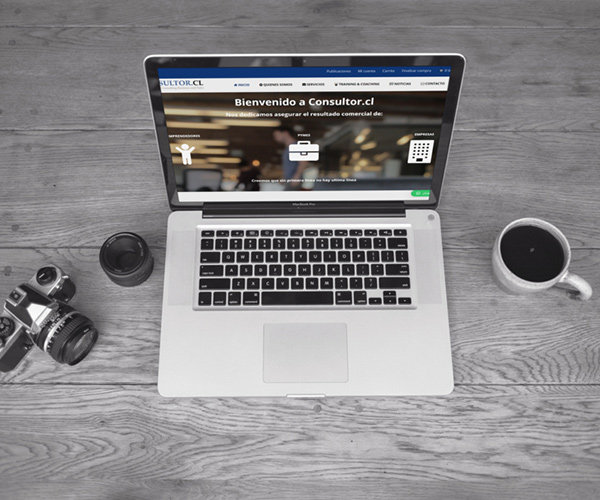 Publicaciones Mi cuenta Carrito Finalizar compra
SULTOR.CL
INICIO QUIENES SOMOS SERVICIOS TRAINING & COACHING NOTICIAS CONTACTO
Bienvenido a Consultor.cl
Nos dedicamos asegurar el resultado comercial de:
MPRENDEDORES PYMES EMPRESAS
Creemos que sin primera línea no hay última línea
MacBook Pro